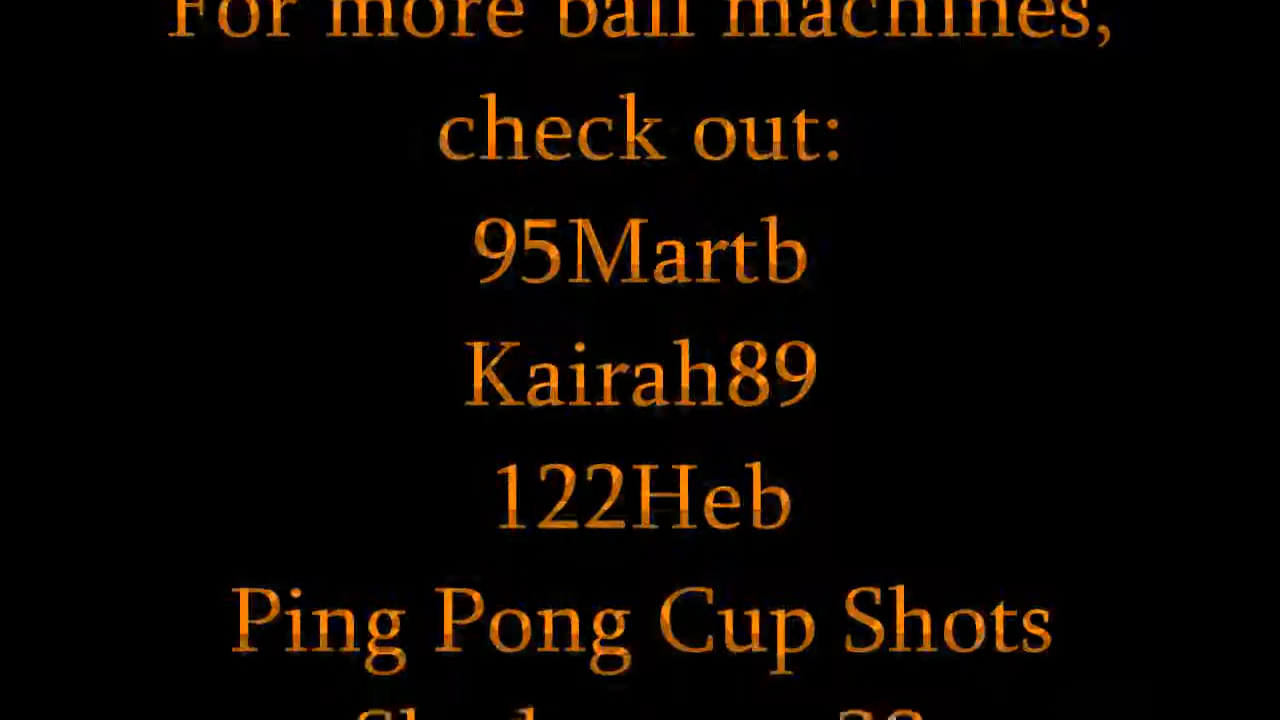 For more ball machines,
check out:
95Martb
Kairah89
122Heb
Ping Pong Cup Shots